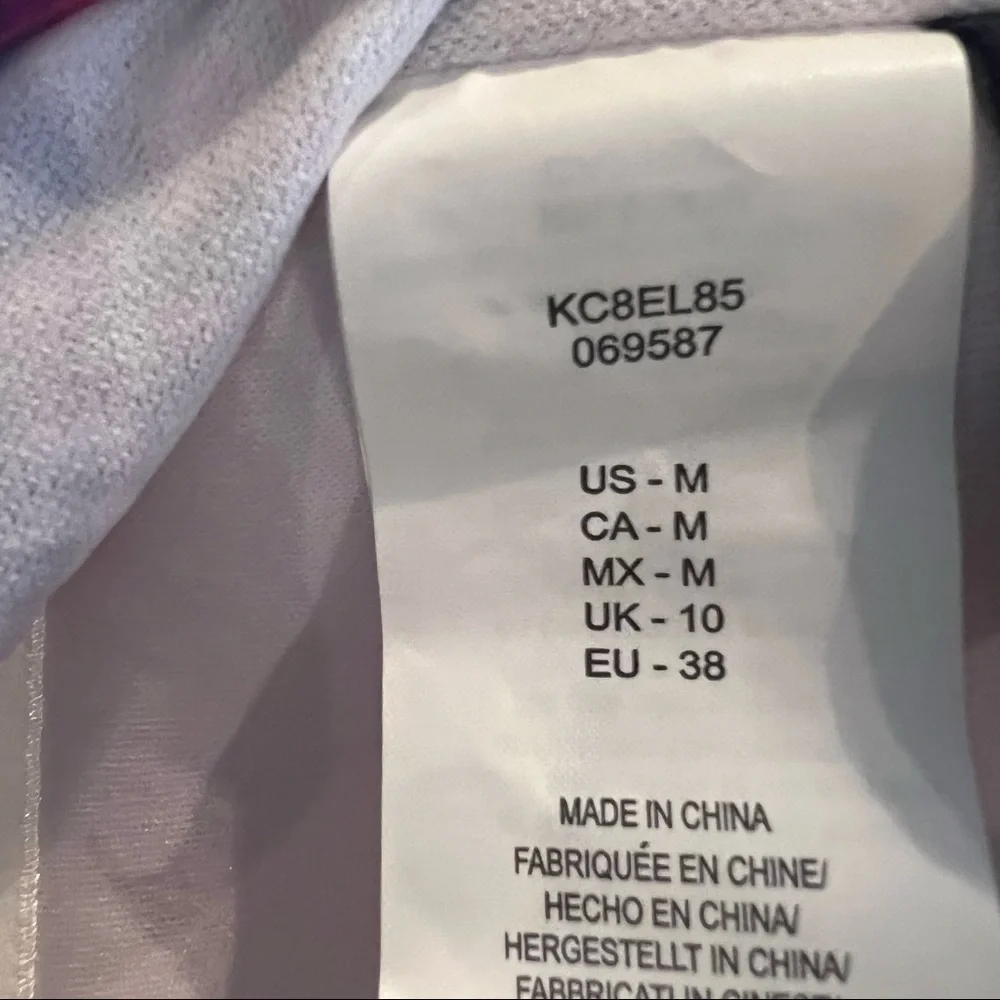 KC8EL85
069587
US - M
CA - M
MX - M
UK - 10
EU - 38
MADE IN CHINA
FABRIQUÉE EN CHINE/
HECHO EN CHINA/
HERGESTELLT IN CHINA/